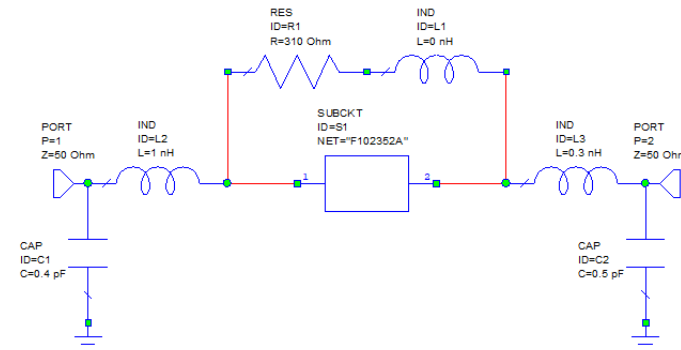 RES
ID=R1
R=310 Ohm
IND
ID=L1
L=0 nH
SUBCKT
ID=S1
NET="F102352A"
PORT
P=1
Z=50 Ohm
IND
ID=L2
L=1 nH
1
2
IND
ID=L3
L=0.3 nH
PORT
P=2
Z=50 Ohm
CAP
ID=C1
C=0.4 pF
CAP
ID=C2
C=0.5 pF